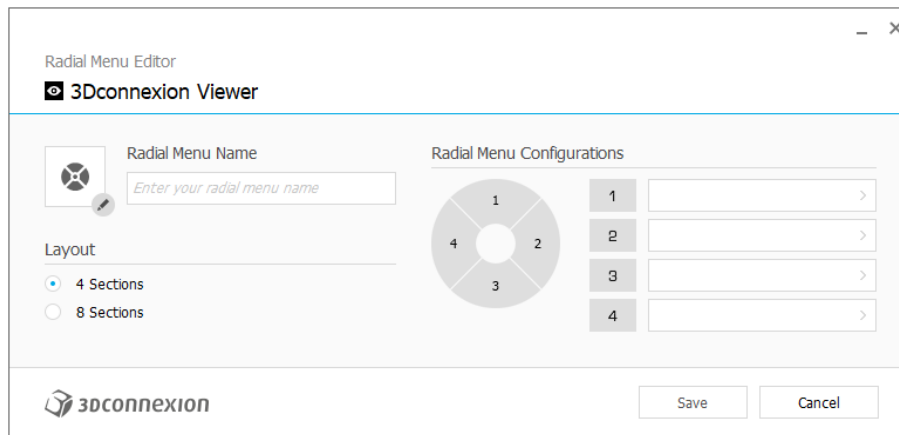 Radial Menu Editor
3Dconnexion Viewer
Radial Menu Name
Enter your radial menu name
Layout
4 Sections
8 Sections
Radial Menu Configurations
1
4
2
3
1
2
3
4
3Dconnexion
Save
Cancel